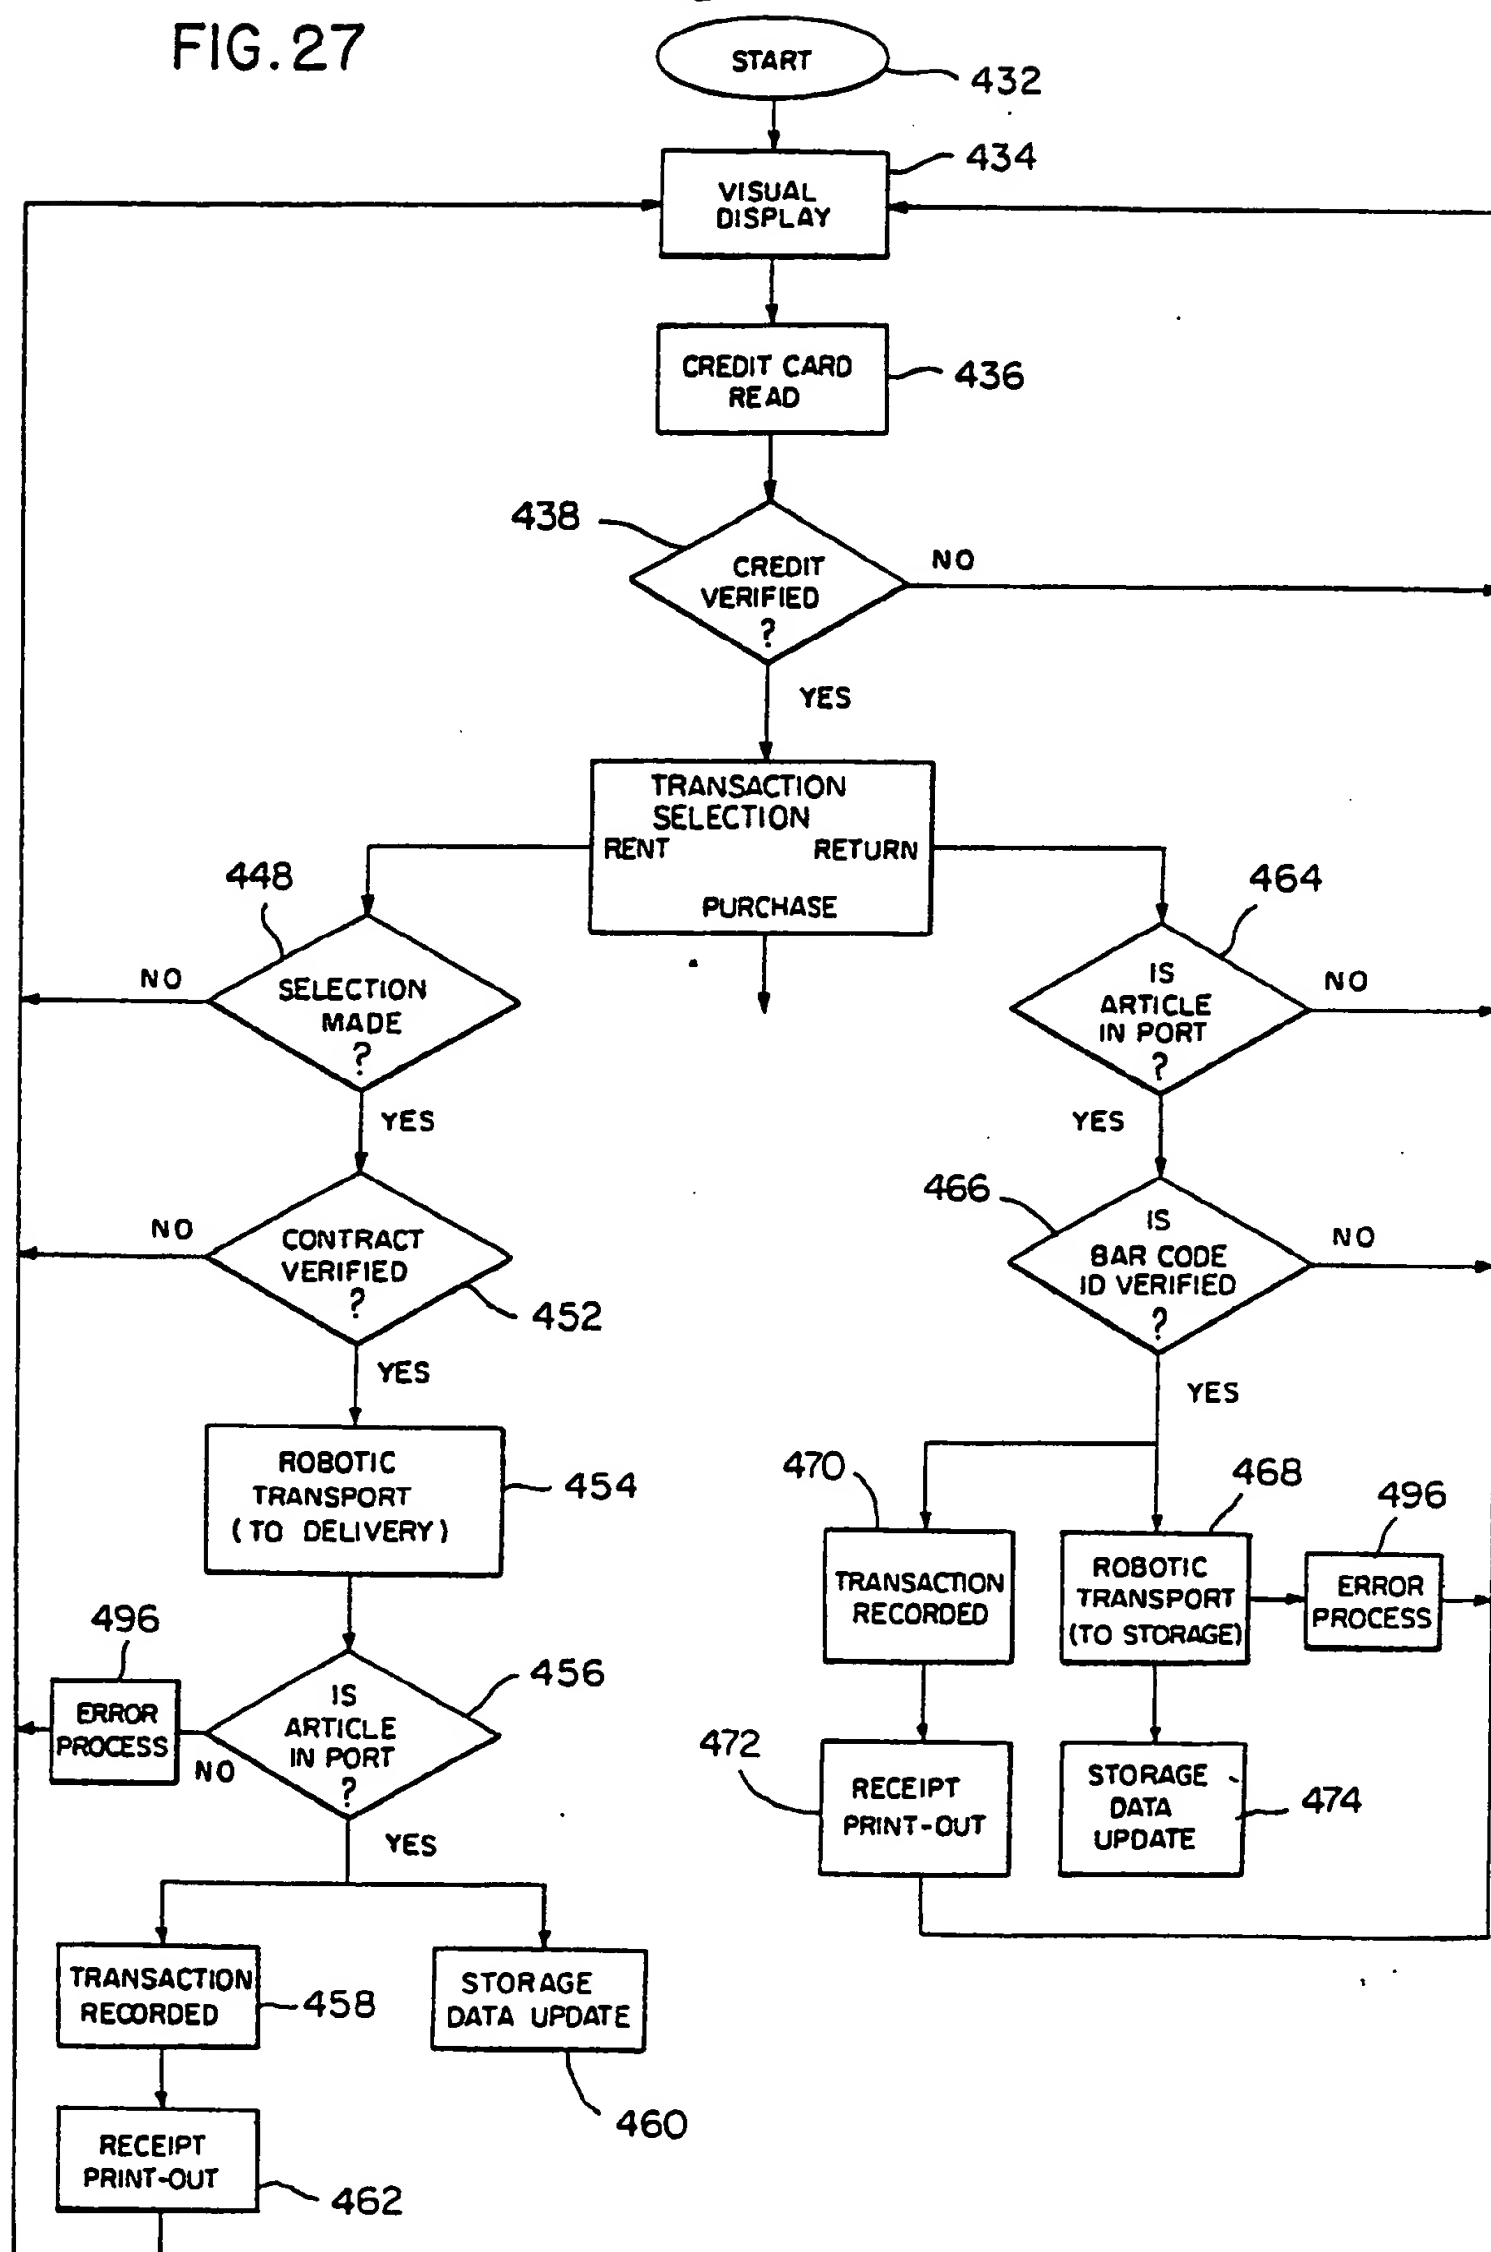 FIG.27
START
432
434
VISUAL
DISPLAY
CREDIT CARD
READ
436
438
CREDIT
VERIFIED
?
NO
YES
TRANSACTION
SELECTION
RENT
RETURN
PURCHASE
448
NO
SELECTION
MADE
?
YES
464
IS
ARTICLE
IN PORT
?
NO
YES
NO
CONTRACT
VERIFIED
?
452
YES
466
IS
BAR CODE
ID VERIFIED
?
NO
YES
ROBOTIC
TRANSPORT
(TO DELIVERY)
454
470
468
496
TRANSACTION
RECORDED
ROBOTIC
TRANSPORT
(TO STORAGE)
ERROR
PROCESS
496
ERROR
PROCESS
NO
456
IS
ARTICLE
IN PORT
?
YES
472
RECEIPT
PRINT-OUT
STORAGE
DATA
UPDATE
474
TRANSACTION
RECORDED
458
STORAGE
DATA UPDATE
460
RECEIPT
PRINT-OUT
462